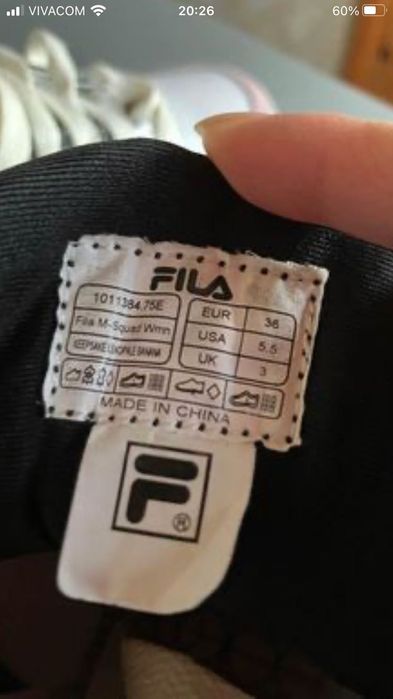 VIVACOM
20:26
60%
FILA
1011384.75E
Fila M-Squad Wmn
EUR 36
USA 5.5
UK 3
MADE IN CHINA
F
®